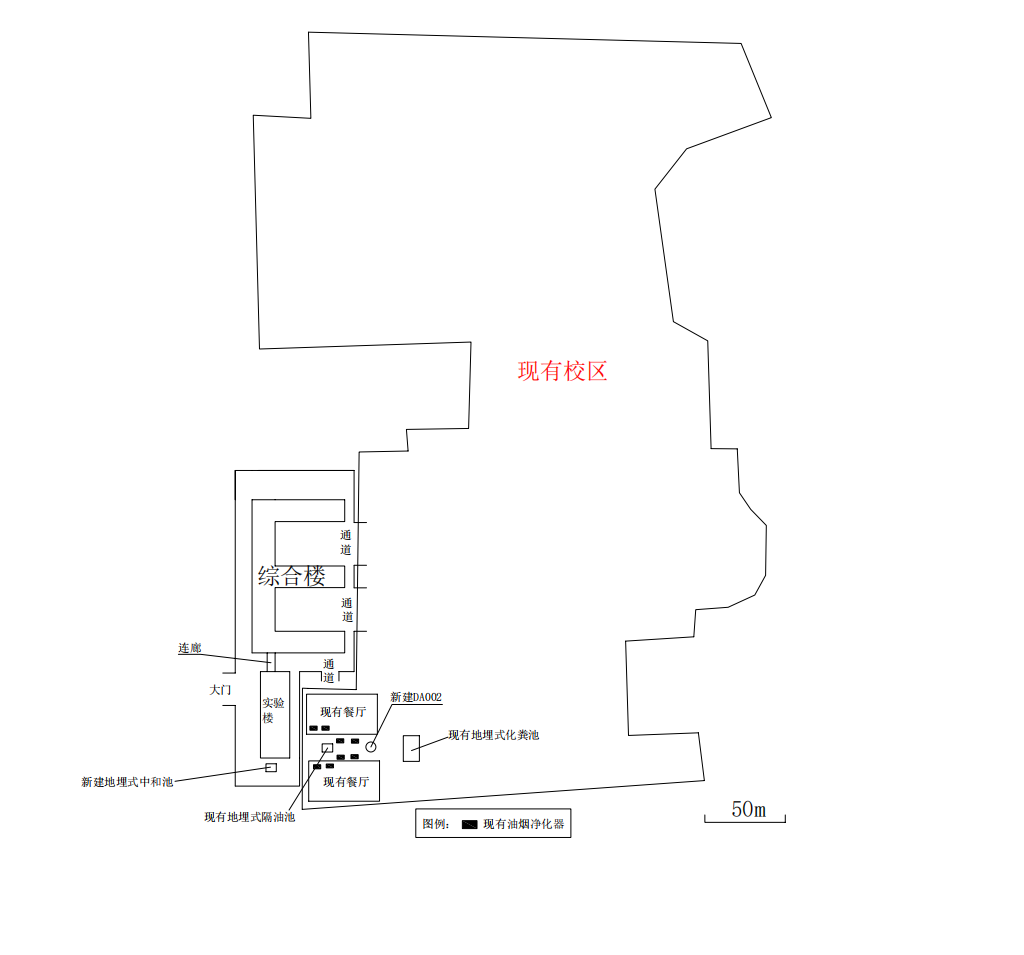 现有校区
通
道
综合楼
通
道
连廊
通
道
大门
实验
楼
新建DA002
现有餐厅
现有地埋式化粪池
新建地埋式中和池
现有餐厅
现有地埋式隔油池
图例：现有油烟净化器
50m